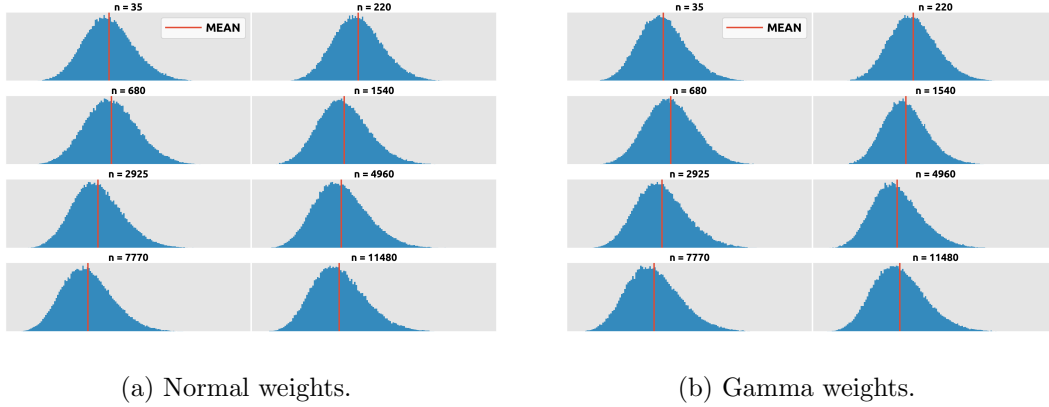 n = 35
MEAN
n = 220
n = 680
n = 1540
n = 2925
n = 4960
n = 7770
n = 11480
(a) Normal weights.
n = 35
MEAN
n = 220
n = 680
n = 1540
n = 2925
n = 4960
n = 7770
n = 11480
(b) Gamma weights.